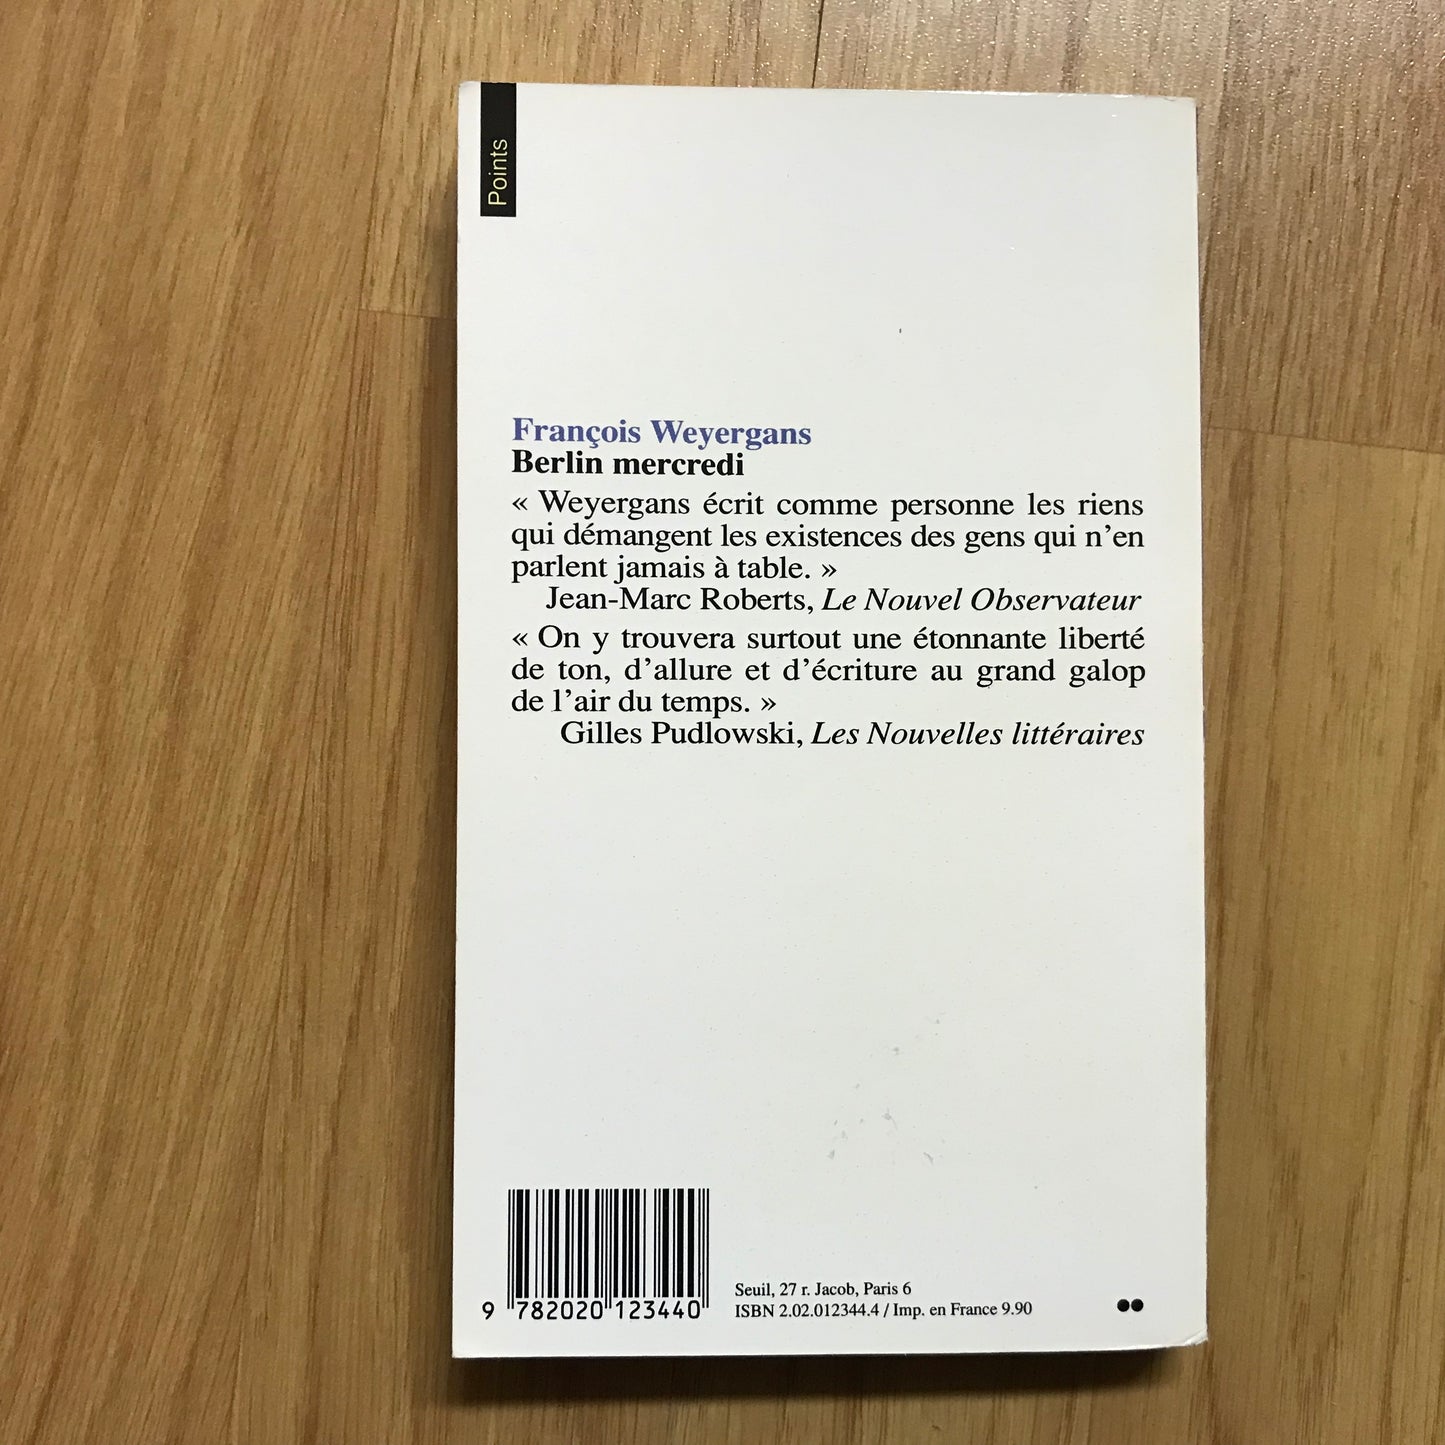 Points
François Weyergans
Berlin mercredi
« Weyergans écrit comme personne les riens
qui démangent les existences des gens qui n’en
parlent jamais à table. »
Jean-Marc Roberts, Le Nouvel Observateur
« On y trouvera surtout une étonnante liberté
de ton, d’allure et d’écriture au grand galop
de l’air du temps. »
Gilles Pudlowski, Les Nouvelles littéraires
Seuil, 27 r. Jacob, Paris 6
ISBN 2.02.012344.4 / Imp. en France 9.90
9 782020 123440